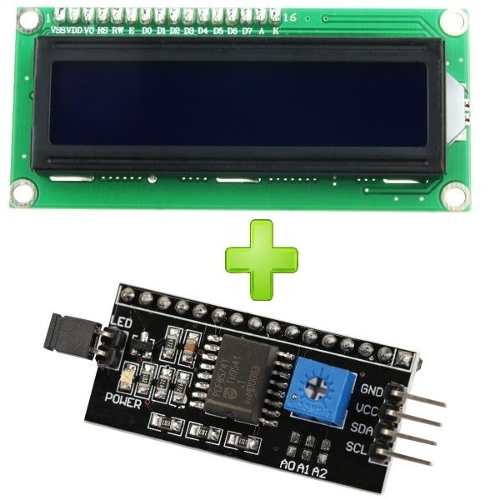 1 16
VSS VDD VO RS RW E D0 D1 D2 D3 D4 D5 D6 D7 A K
LED
POWER
GND
VCC
SDA
SCL
A0 A1 A2